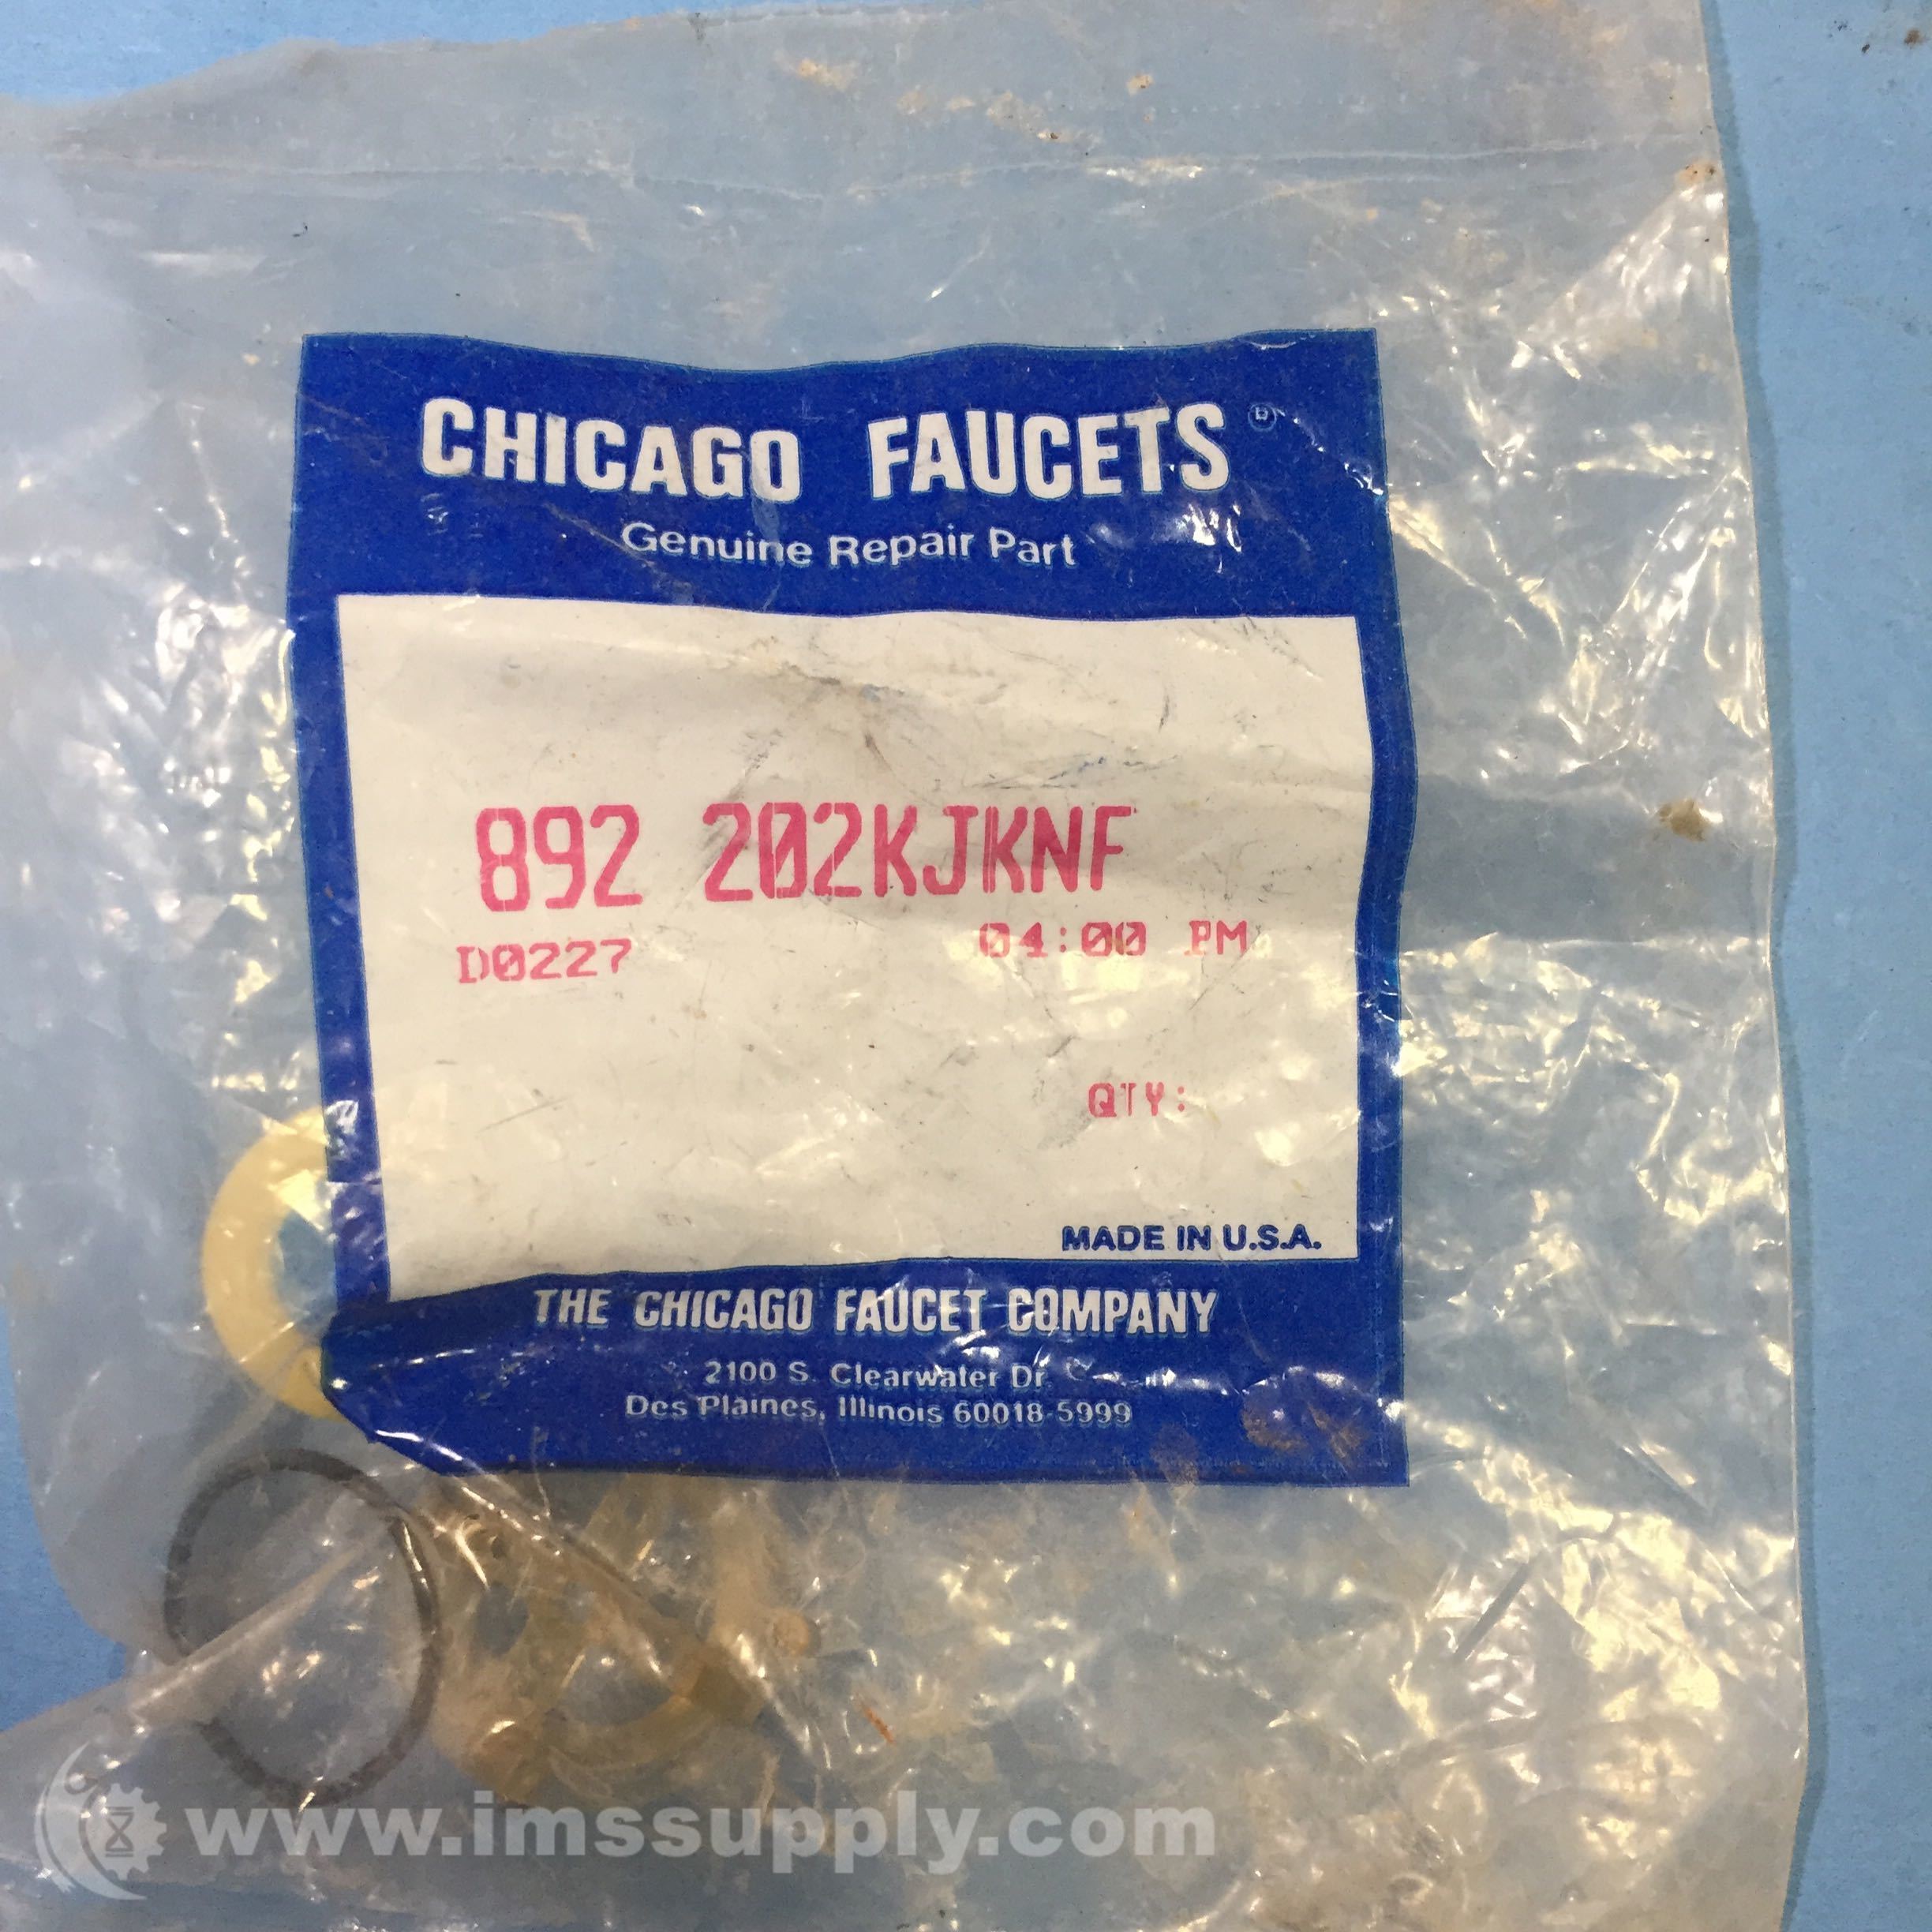 CHICAGO FAUCETS®
Genuine Repair Part
892 202KJKNF
D0227 04:00 PM
QTY:
MADE IN U.S.A.
THE CHICAGO FAUCET COMPANY
2100 S. Clearwater Dr.
Des Plaines, Illinois 60018-5999
www.imssupply.com